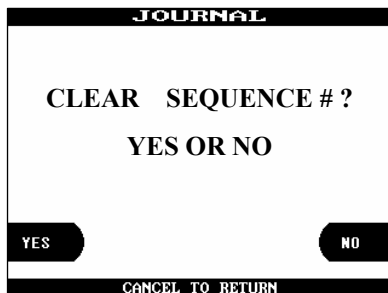 JOURNAL
CLEAR SEQUENCE # ?
YES OR NO
YES NO
CANCEL TO RETURN